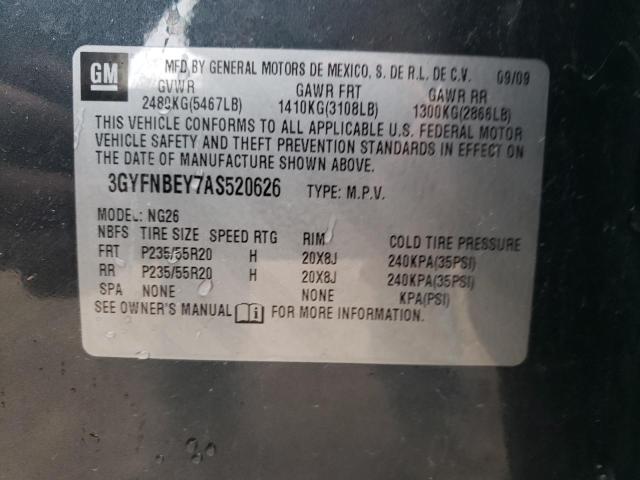 GM
MFD BY GENERAL MOTORS DE MEXICO, S. DE R.L. DE C.V. 09/09
GVWR GAWR FRT GAWR RR
2480KG(5467LB) 1410KG(3108LB) 1300KG(2866LB)
THIS VEHICLE CONFORMS TO ALL APPLICABLE U.S. FEDERAL MOTOR
VEHICLE SAFETY AND THEFT PREVENTION STANDARDS IN EFFECT ON
THE DATE OF MANUFACTURE SHOWN ABOVE.
3GYFNBEY7AS520626 TYPE: M.P.V.
MODEL: NG26
NBFS TIRE SIZE SPEED RTG RIM COLD TIRE PRESSURE
FRT P235/55R20 H 20X8J 240KPA(35PSI)
RR P235/55R20 H 20X8J 240KPA(35PSI)
SPA NONE NONE KPA(PSI)
SEE OWNER'S MANUAL FOR MORE INFORMATION.